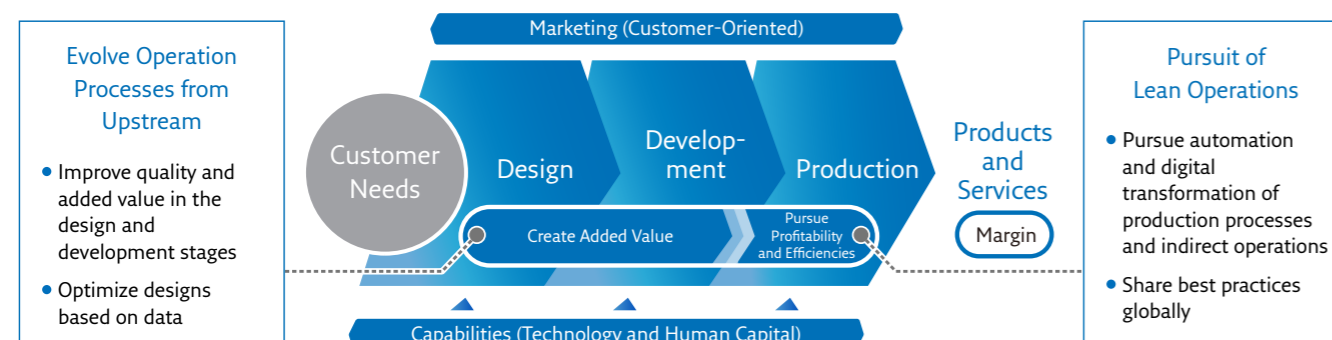 Evolve Operation
Processes from
Upstream
• Improve quality and
added value in the
design and
development stages
• Optimize designs
based on data
Marketing (Customer-Oriented)
Customer
Needs
Design
Develop-
ment
Production
Create Added Value
Pursue
Profitability
and Efficiencies
Capabilities (Technology and Human Capital)
Products
and
Services
Margin
Pursuit of
Lean Operations
• Pursue automation
and digital
transformation of
production processes
and indirect operations
• Share best practices
globally